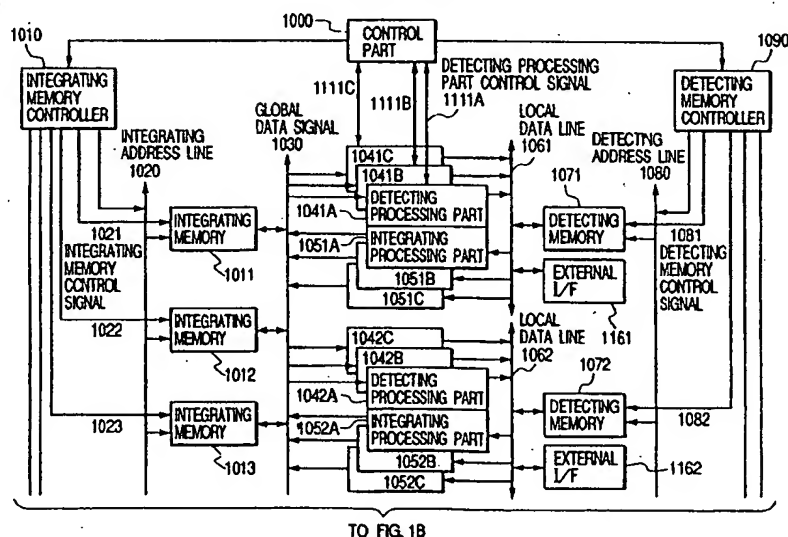 1000
CONTROL
PART
1010
INTEGRATING
MEMORY
CONTROLLER
1090
DETECTING
MEMORY
CONTROLLER
1111C
1111B
DETECTING PROCESSING
PART CONTROL SIGNAL
1111A
INTEGRATING
ADDRESS LINE
1020
GLOBAL
DATA SIGNAL
1030
LOCAL
DATA LINE
1061
DETECTING
ADDRESS LINE
1080
1041C
1041B
DETECTING
PROCESSING PART
1041A
1051A
INTEGRATING
PROCESSING PART
1051B
1051C
1021
INTEGRATING
MEMORY
CONTROL
SIGNAL
INTEGRATING
MEMORY
1011
1071
DETECTING
MEMORY
1081
DETECTING
MEMORY
CONTROL
SIGNAL
EXTERNAL
I/F
1161
1022
INTEGRATING
MEMORY
1012
1042C
1042B
DETECTING
PROCESSING PART
1042A
1052A
INTEGRATING
PROCESSING PART
1052B
1052C
LOCAL
DATA LINE
1062
1072
DETECTING
MEMORY
1082
1023
INTEGRATING
MEMORY
1013
EXTERNAL
I/F
1162
TO FIG. 1B